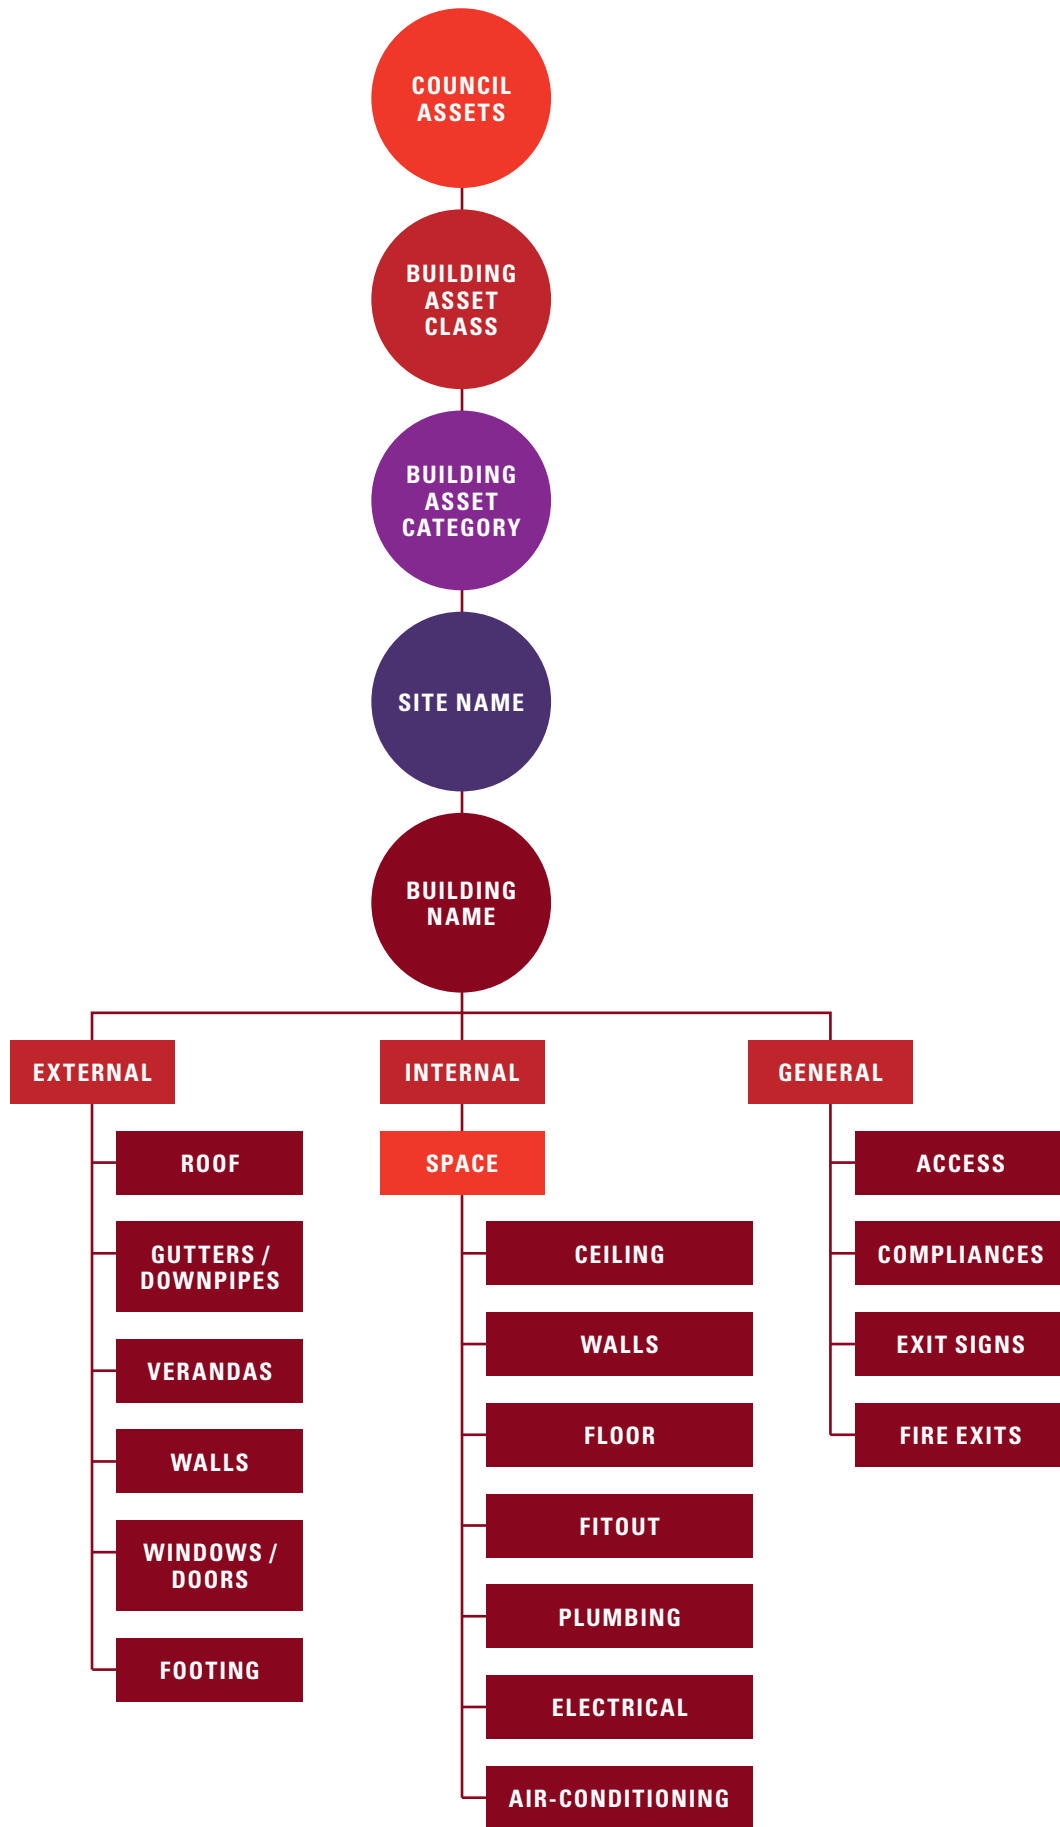 COUNCIL
ASSETS
BUILDING
ASSET
CLASS
BUILDING
ASSET
CATEGORY
SITE NAME
BUILDING
NAME
EXTERNAL
ROOF
GUTTERS /
DOWNPIPES
VERANDAS
WALLS
WINDOWS /
DOORS
FOOTING
INTERNAL
SPACE
CEILING
WALLS
FLOOR
FITOUT
PLUMBING
ELECTRICAL
AIR-CONDITIONING
GENERAL
ACCESS
COMPLIANCES
EXIT SIGNS
FIRE EXITS